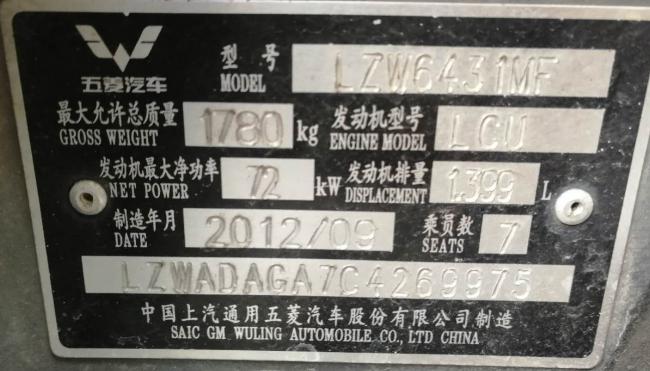 五菱汽车
型号 MODEL LZW6431MF
最大允许总质量 GROSS WEIGHT 1780 kg 发动机型号 ENGINE MODEL LCU
发动机最大净功率 NET POWER 72 kW 发动机排量 DISPLACEMENT 1.399 L
制造年月 DATE 2012/09 乘员数 SEATS 7
LZWADAGA7C4269975
中国上汽通用五菱汽车股份有限公司制造
SAIC GM WULING AUTOMOBILE CO., LTD CHINA